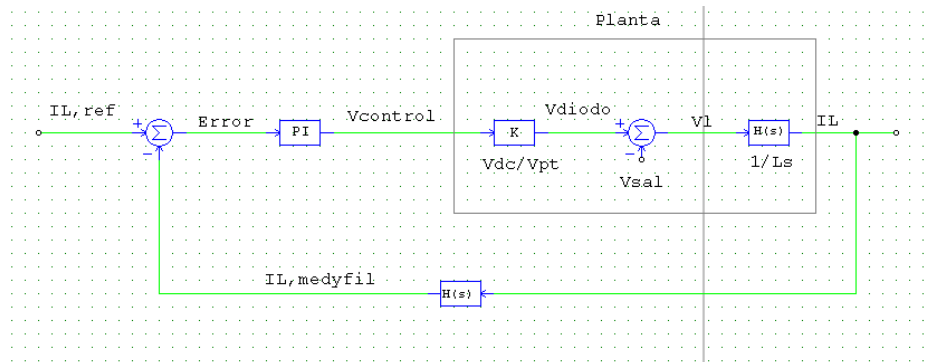 Planta
IL,ref
+
Σ
−
Error
PI
Vcontrol
K
Vdc/Vpt
Vdiodo
+
Σ
−
Vsal
Vl
H(s)
1/Ls
IL
IL,medyfil
H(s)